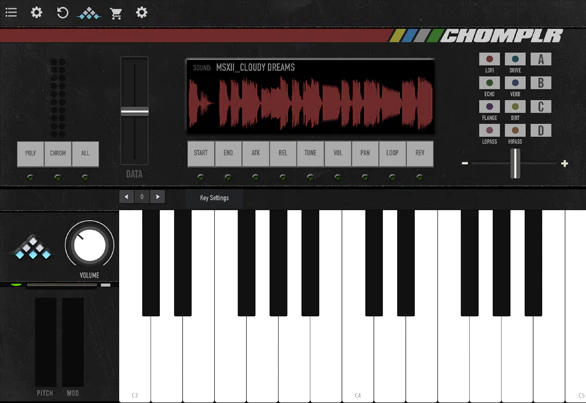 CHOMPLR
SOUND: MSXII_CLOUDY DREAMS
LOFI DRIVE A
ECHO VERB B
FLANGE DIRT C
LOPASS HIPASS D
POLY CHROM ALL
DATA
START END ATK REL TUNE VOL PAN LOOP REV
- +
0 Key Settings
VOLUME
PITCH MOD
C3 C4 C5